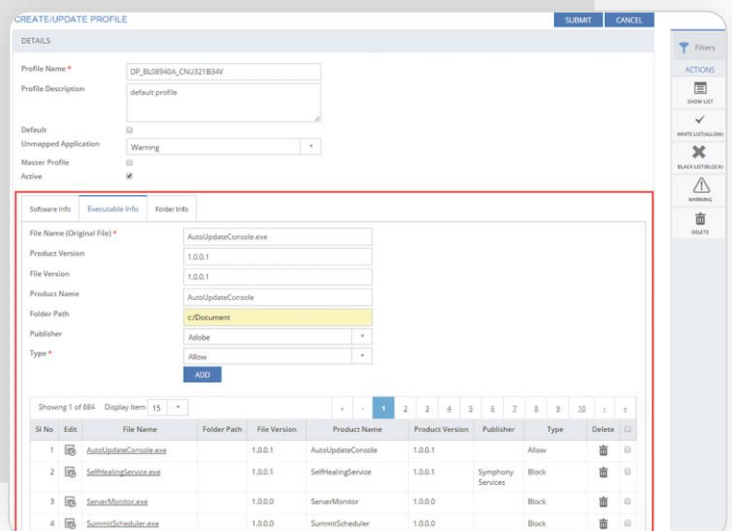 CREATE/UPDATE PROFILE
SUBMIT CANCEL
DETAILS
Profile Name * DP_BL08940A_CNU321B34V
Profile Description default profile
Default
Unmapped Application Warning
Master Profile
Active
Software Info Executable Info Folder Info
File Name (Original File) * AutoUpdateConsole.exe
Product Version 1.0.0.1
File Version 1.0.0.1
Product Name AutoUpdateConsole
Folder Path c:/Document
Publisher Adobe
Type * Allow
ADD
Showing 1 of 684 Display Item 15 « ‹ 1 2 3 4 5 6 7 8 9 10 › »
Sl No Edit File Name Folder Path File Version Product Name Product Version Publisher Type Delete
1 AutoUpdateConsole.exe 1.0.0.1 AutoUpdateConsole 1.0.0.1 Allow
2 SelfHealingService.exe 1.0.0.1 SelfHealingService 1.0.0.1 Symphony Services Block
3 ServerMonitor.exe 1.0.0.0 ServerMonitor 1.0.0.0 Block
4 SummitScheduler.exe 1.0.0.0 SummitScheduler 1.0.0.0 Block
Filters
ACTIONS
SHOW LIST
WHITE LIST(ALLOW)
BLACK LIST(BLOCK)
WARNING
DELETE